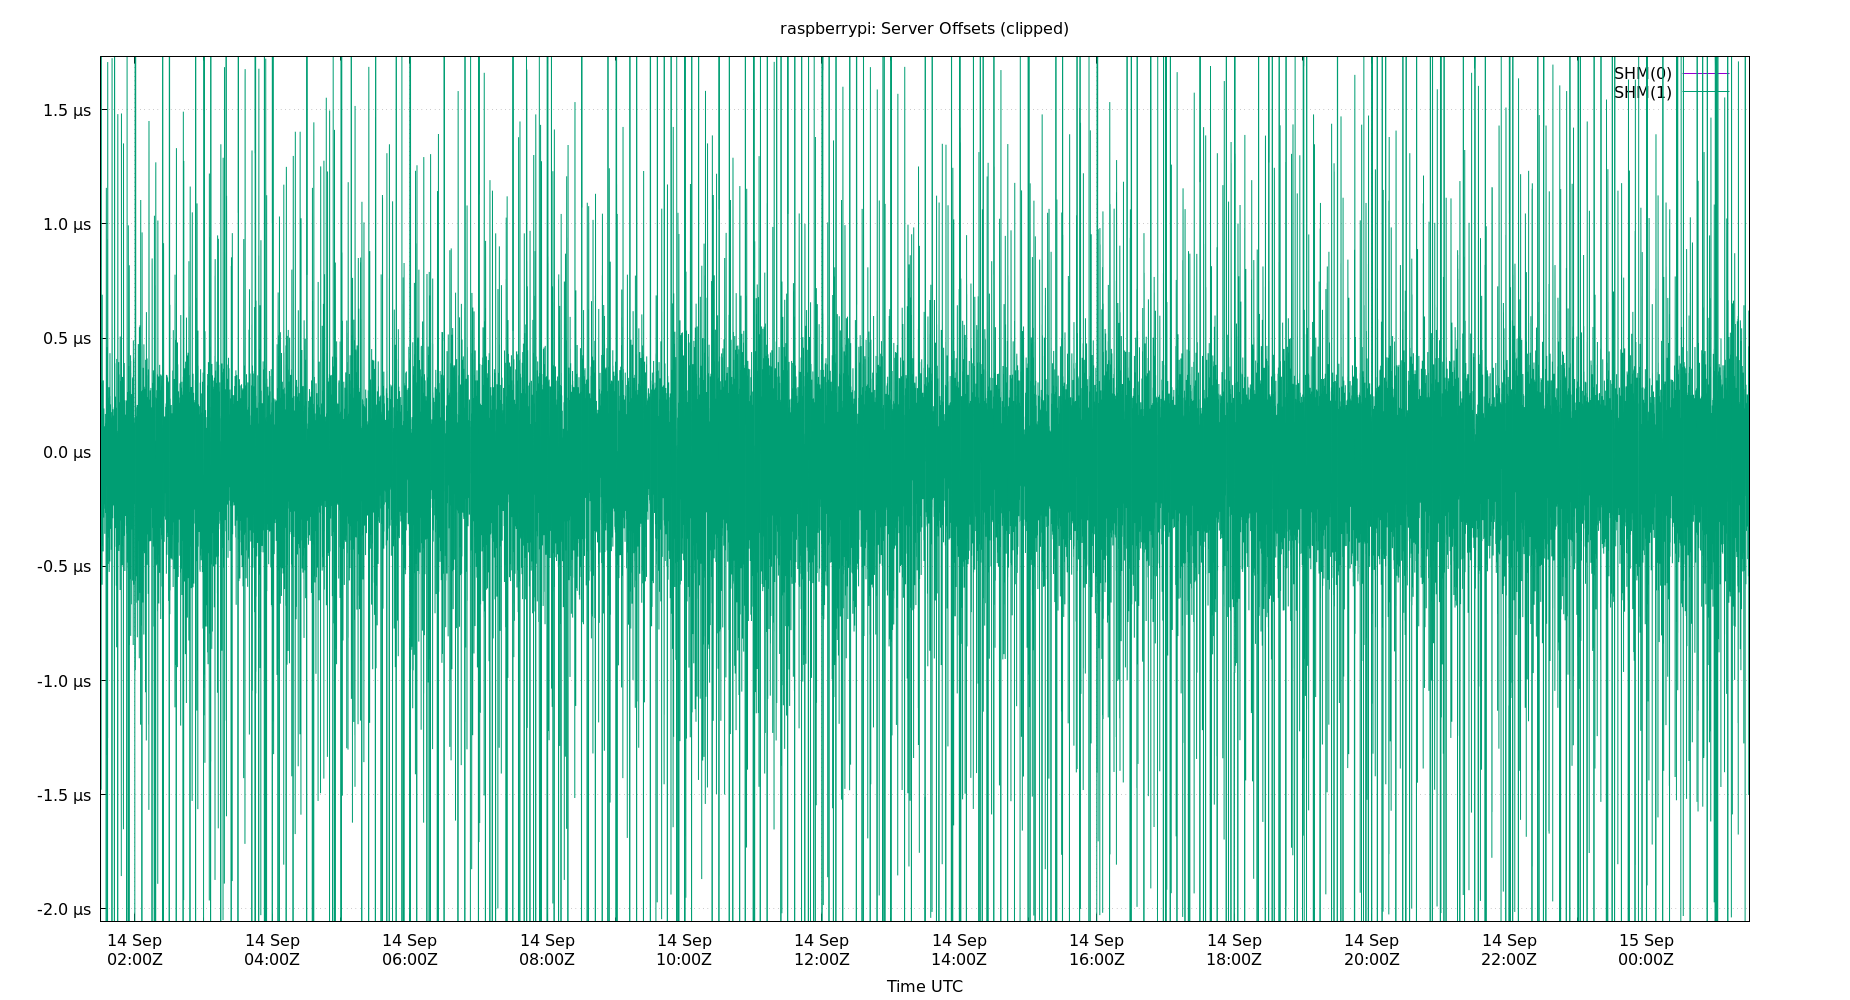 raspberrypi: Server Offsets (clipped)
SHM(0)
SHM(1)
1.5 µs
1.0 µs
0.5 µs
0.0 µs
-0.5 µs
-1.0 µs
-1.5 µs
-2.0 µs
14 Sep 14 Sep 14 Sep 14 Sep 14 Sep 14 Sep 14 Sep 14 Sep 14 Sep 14 Sep 14 Sep 15 Sep
02:00Z 04:00Z 06:00Z 08:00Z 10:00Z 12:00Z 14:00Z 16:00Z 18:00Z 20:00Z 22:00Z 00:00Z
Time UTC